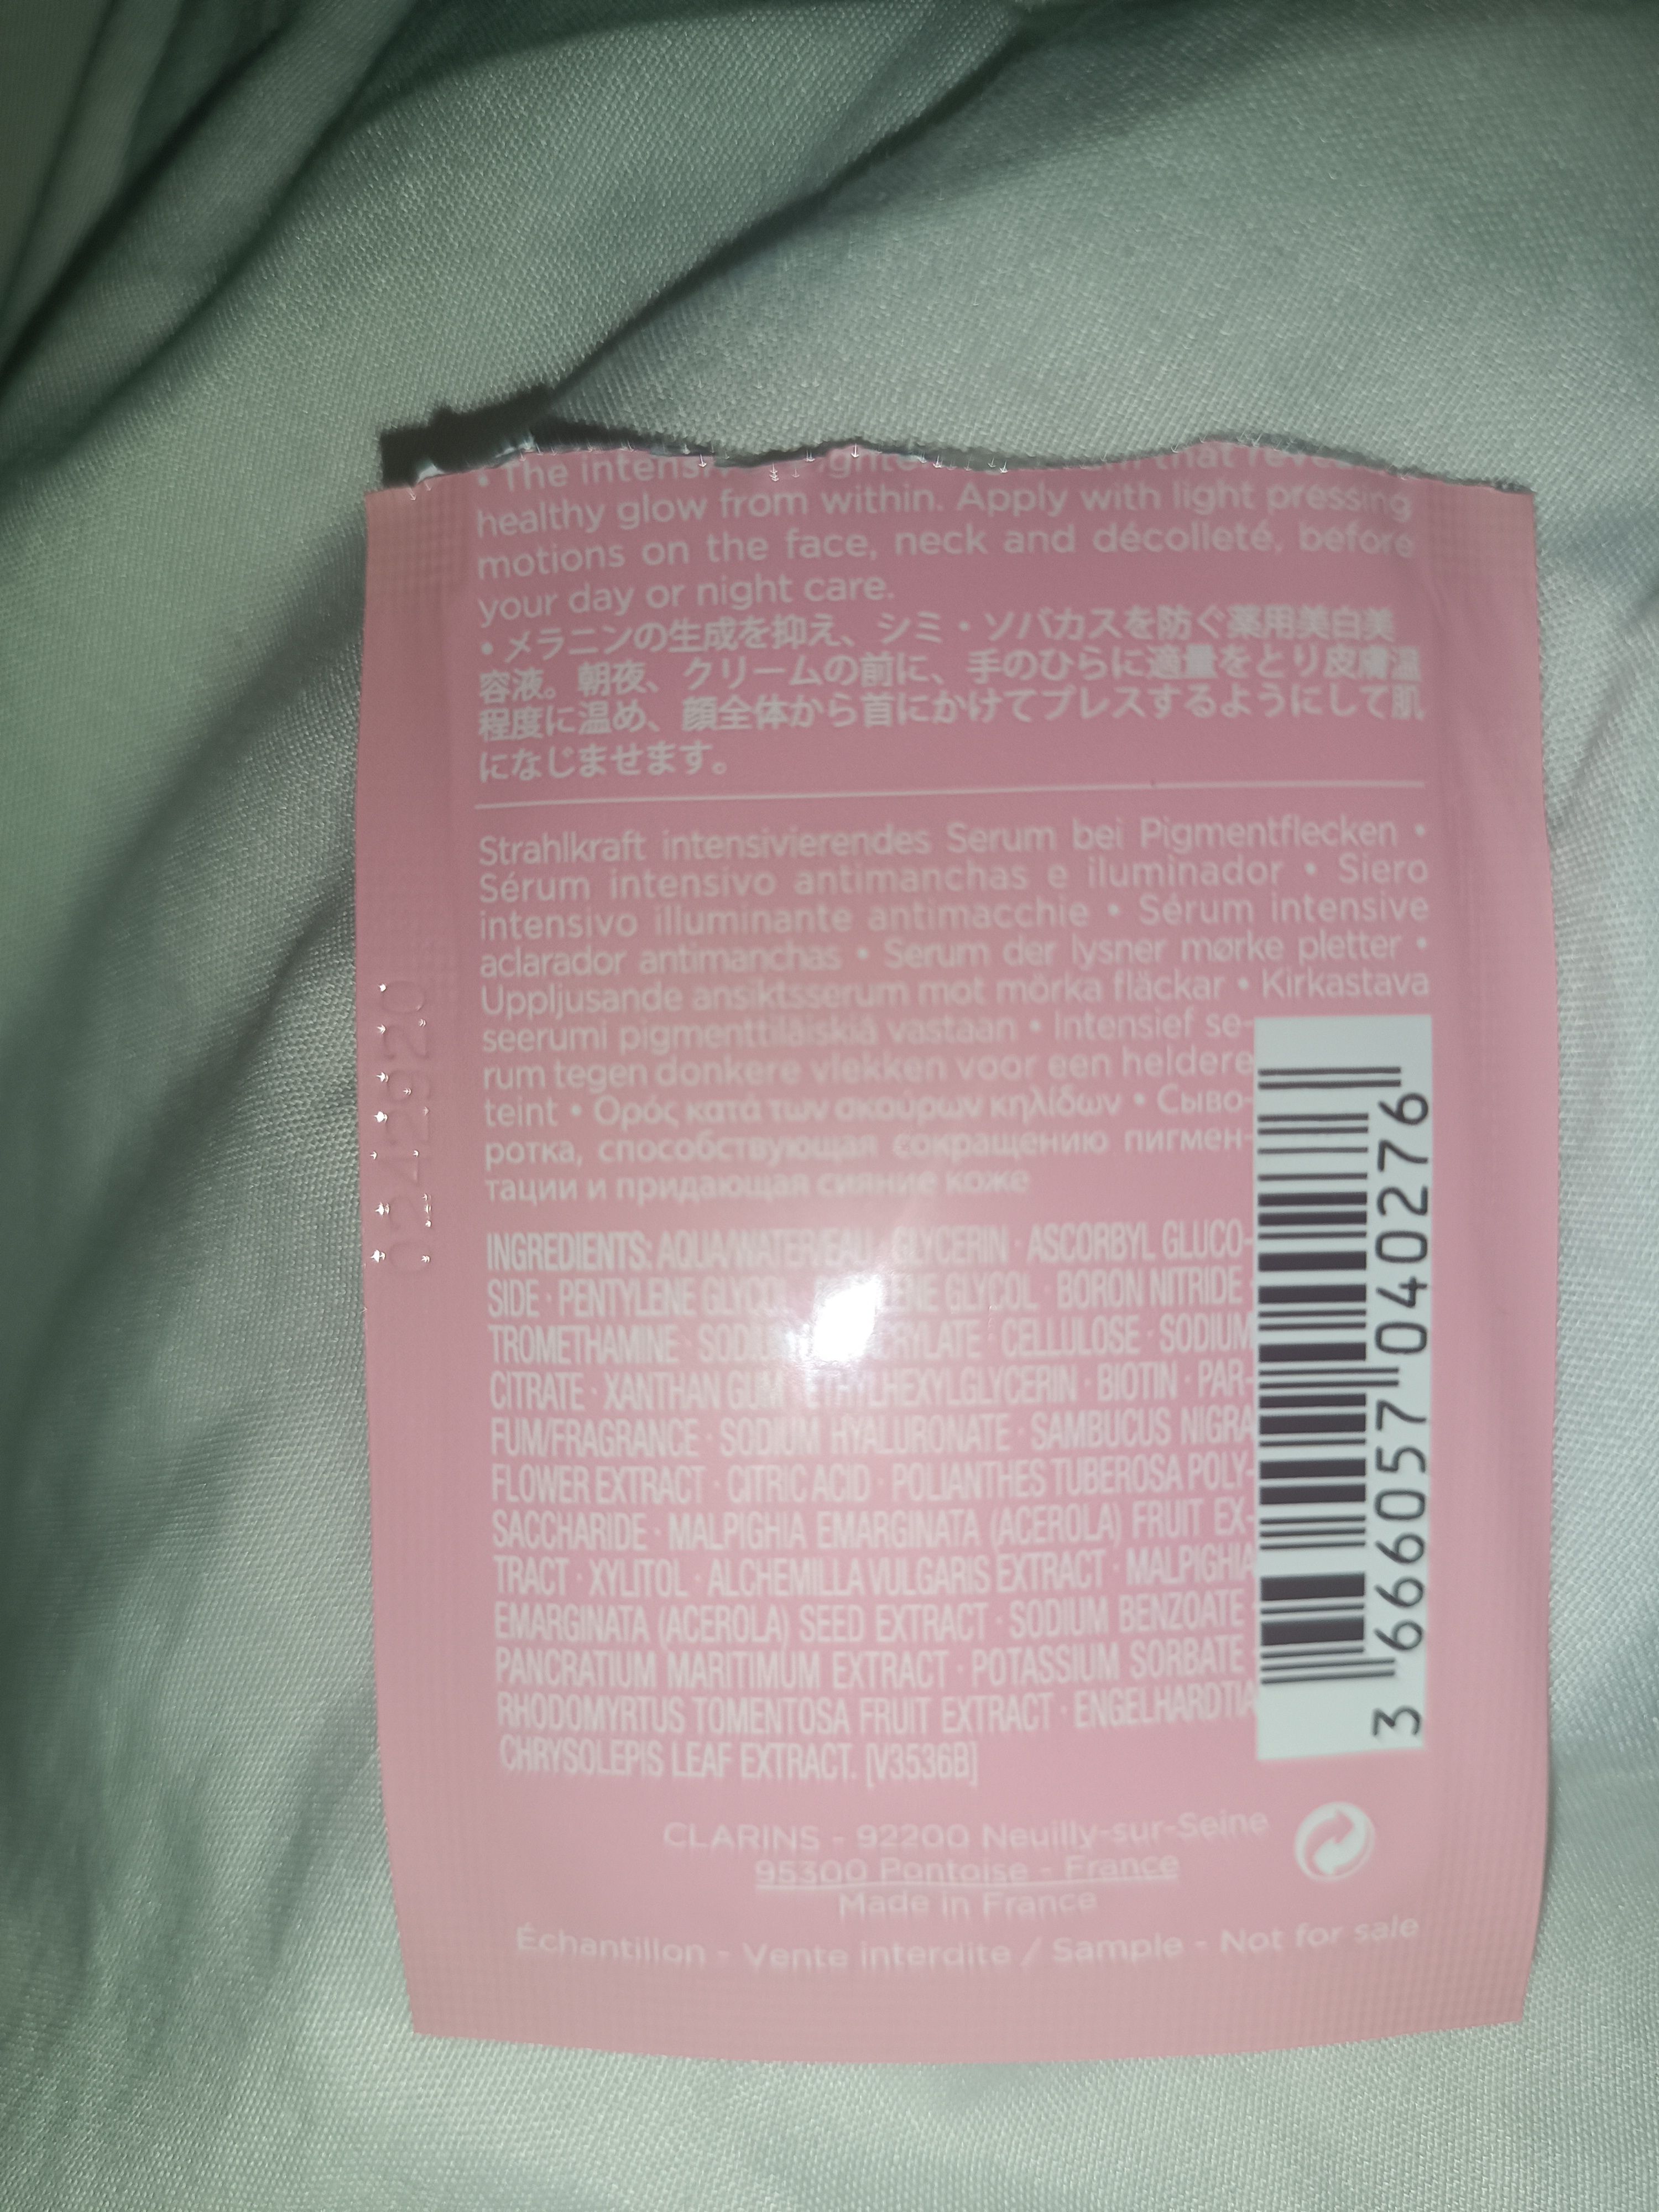 • The intens
healthy glow from within. Apply with light pressing
motions on the face, neck and décolleté, before
your day or night care.
• メラニンの生成を抑え、シミ・ソバカスを防ぐ薬用美白美
容液。朝夜、クリームの前に、手のひらに適量をとり皮膚温
程度に温め、顔全体から首にかけてプレスするようにして肌
になじませます。
Strahlkraft intensivierendes Serum bei Pigmentflecken •
Sérum intensivo antimanchas e iluminador • Siero
intensivo illuminante antimacchie • Sérum intensive
aclarador antimanchas • Serum der lysner mørke pletter •
Uppljusande ansiktsserum mot mörka fläckar • Kirkastava
seerumi pigmenttiläiskiä vastaan • Intensief se-
rum tegen donkere vlekken voor een heldere
teint • Ορός κατά των σκούρων κηλίδων • Сыво-
ротка, способствующая сокращению пигмен-
тации и придающая сияние коже
INGREDIENTS: AQUA/WATER/EAU · GLYCERIN · ASCORBYL GLUCO-
SIDE · PENTYLENE GLYCOL GLYCOL · BORON NITRIDE ·
TROMETHAMINE · CELLULOSE · SODIUM
CITRATE · XANTHAN GUM · ETHYLHEXYLGLYCERIN · BIOTIN · PAR-
FUM/FRAGRANCE · SODIUM HYALURONATE · SAMBUCUS NIGRA
FLOWER EXTRACT · CITRIC ACID · POLIANTHES TUBEROSA POLY-
SACCHARIDE · MALPIGHIA EMARGINATA (ACEROLA) FRUIT EX-
TRACT · XYLITOL · ALCHEMILLA VULGARIS EXTRACT · MALPIGHIA
EMARGINATA (ACEROLA) SEED EXTRACT · SODIUM BENZOATE ·
PANCRATIUM MARITIMUM EXTRACT · POTASSIUM SORBATE ·
RHODOMYRTUS TOMENTOSA FRUIT EXTRACT · ENGELHARDTIA
CHRYSOLEPIS LEAF EXTRACT. [V3536B]
3 666057 040276
CLARINS - 92200 Neuilly-sur-Seine
95300 Pontoise - France
Made in France
Échantillon - Vente interdite / Sample - Not for sale